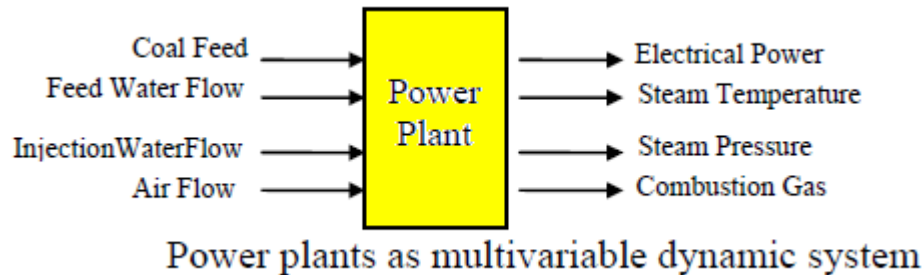 Coal Feed
Feed Water Flow
InjectionWaterFlow
Air Flow
Power
Plant
Electrical Power
Steam Temperature
Steam Pressure
Combustion Gas
Power plants as multivariable dynamic system